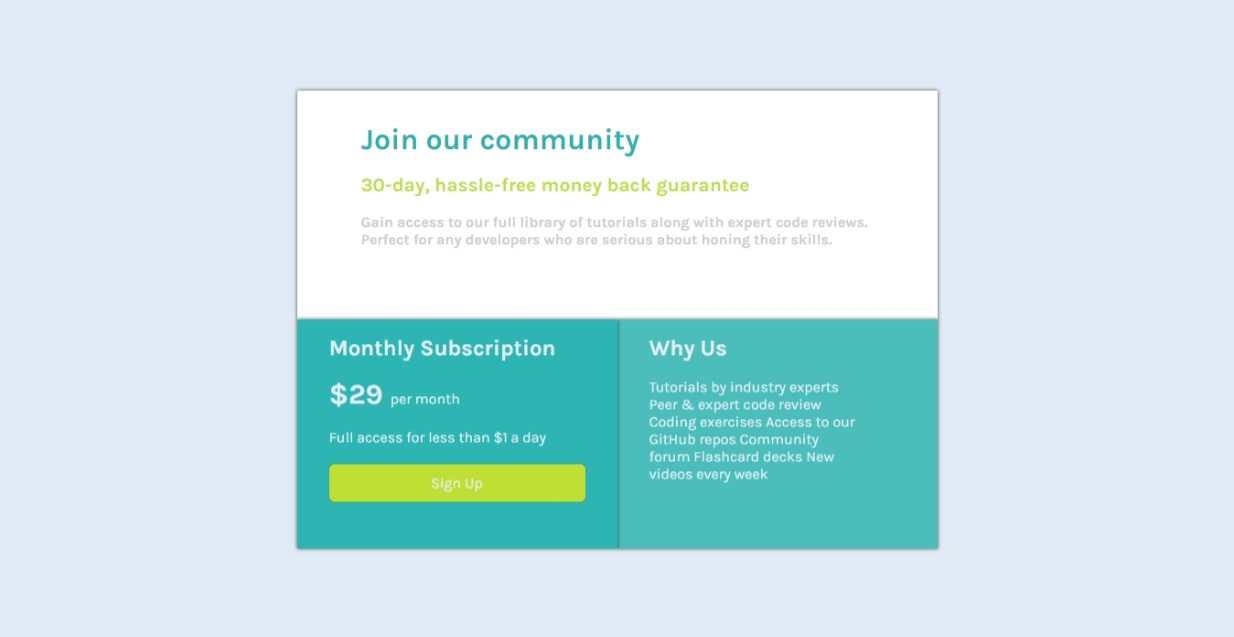 Join our community
30-day, hassle-free money back guarantee
Gain access to our full library of tutorials along with expert code reviews.
Perfect for any developers who are serious about honing their skills.
Monthly Subscription
$29 per month
Full access for less than $1 a day
Sign Up
Why Us
Tutorials by industry experts
Peer & expert code review
Coding exercises Access to our
GitHub repos Community
forum Flashcard decks New
videos every week